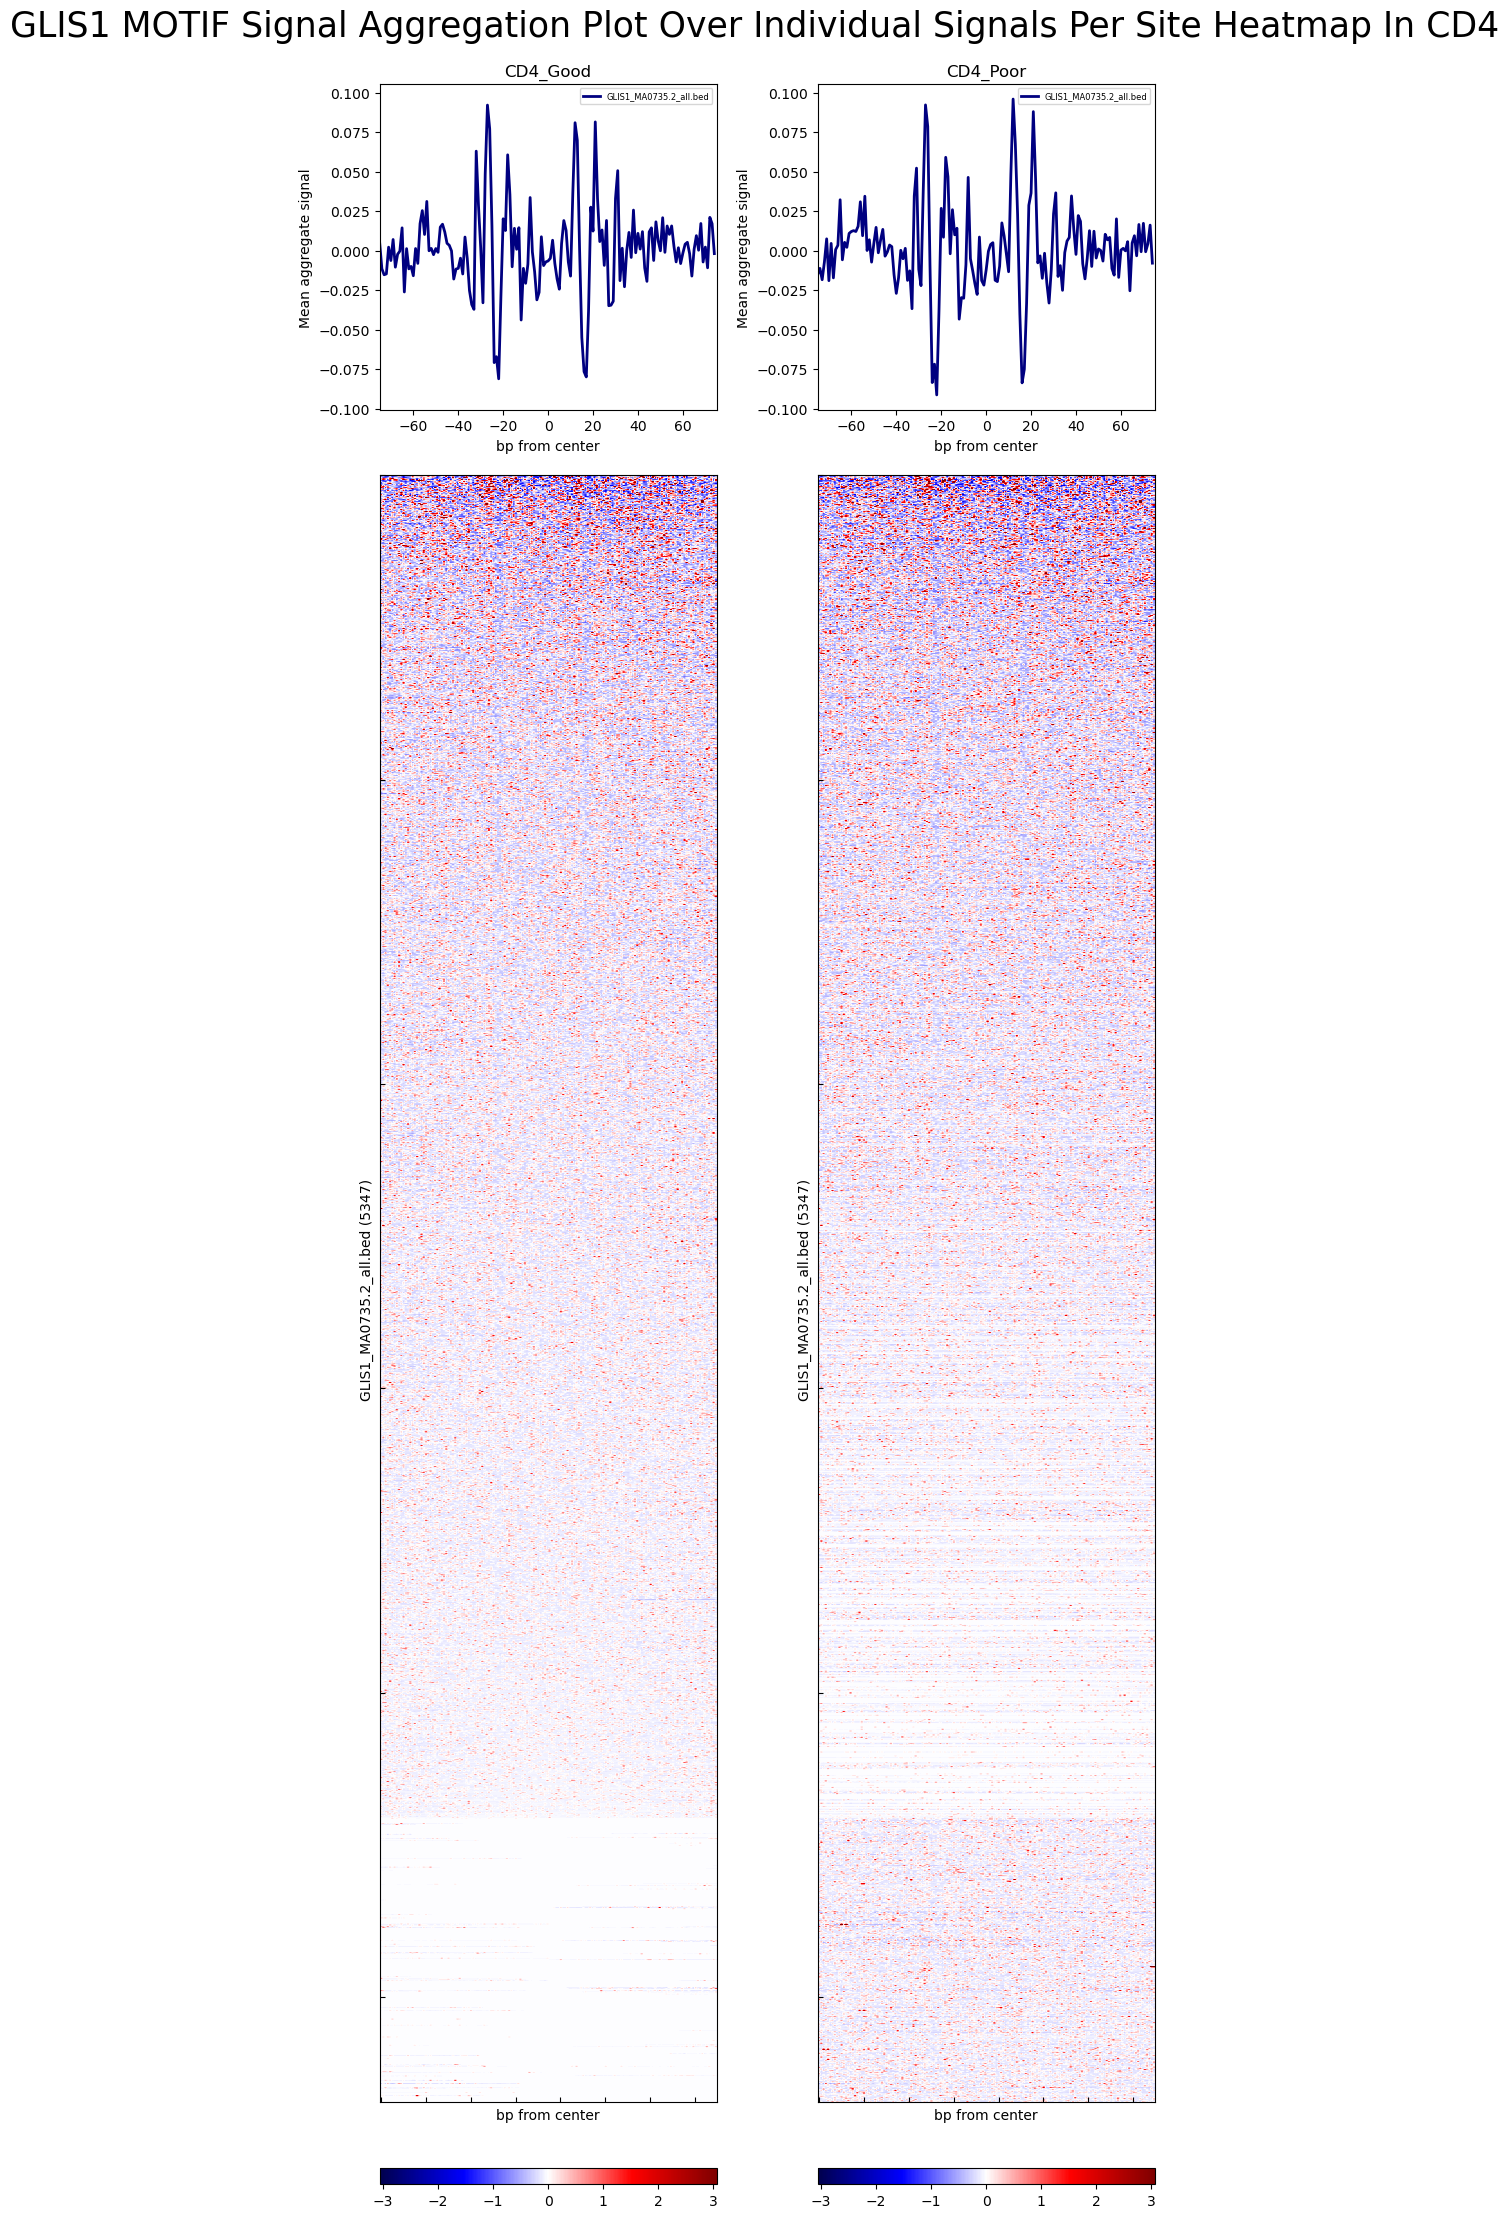 GLIS1 MOTIF Signal Aggregation Plot Over Individual Signals Per Site Heatmap In CD4
CD4_Good
GLIS1_MA0735.2_all.bed
Mean aggregate signal
0.100
0.075
0.050
0.025
0.000
−0.025
−0.050
−0.075
−0.100
−60 −40 −20 0 20 40 60
bp from center
CD4_Poor
GLIS1_MA0735.2_all.bed
Mean aggregate signal
0.100
0.075
0.050
0.025
0.000
−0.025
−0.050
−0.075
−0.100
−60 −40 −20 0 20 40 60
bp from center
GLIS1_MA0735.2_all.bed (5347)
bp from center
−3 −2 −1 0 1 2 3
GLIS1_MA0735.2_all.bed (5347)
bp from center
−3 −2 −1 0 1 2 3